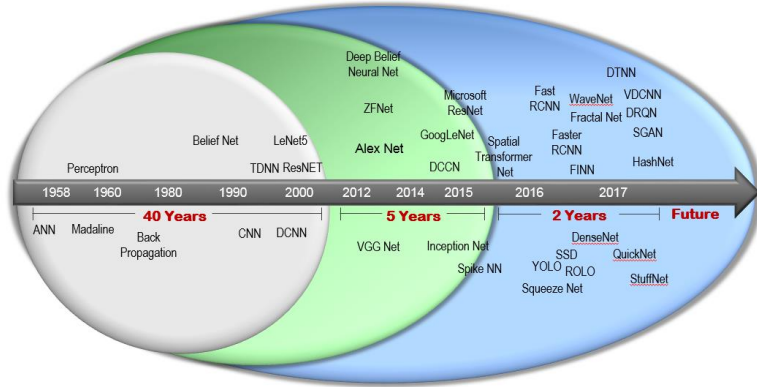 Deep Belief
Neural Net
DTNN
Microsoft
ResNet
Fast
RCNN
WaveNet
VDCNN
ZFNet
Fractal Net
DRQN
Belief Net
LeNet5
Alex Net
GoogLeNet
Spatial
Transformer
Net
Faster
RCNN
SGAN
Perceptron
TDNN
ResNET
DCCN
FINN
HashNet
1958 1960 1980 1990 2000 2012 2014 2015 2016 2017
40 Years 5 Years 2 Years Future
ANN
Madaline
Back
Propagation
CNN
DCNN
VGG Net
Inception Net
Spike NN
DenseNet
SSD
QuickNet
YOLO
ROLO
StuffNet
Squeeze Net